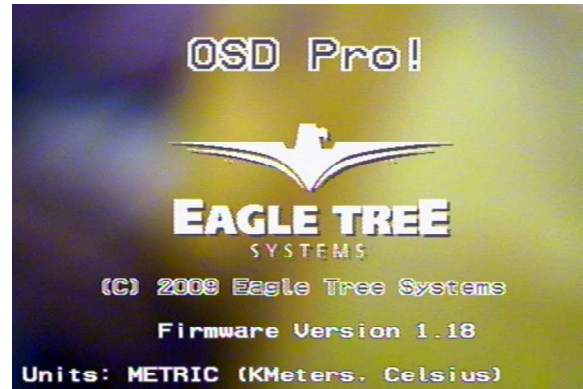 OSD Pro!
EAGLE TREE
SYSTEMS
(C) 2009 Eagle Tree Systems
Firmware Version 1.18
Units: METRIC (KMeters, Celsius)